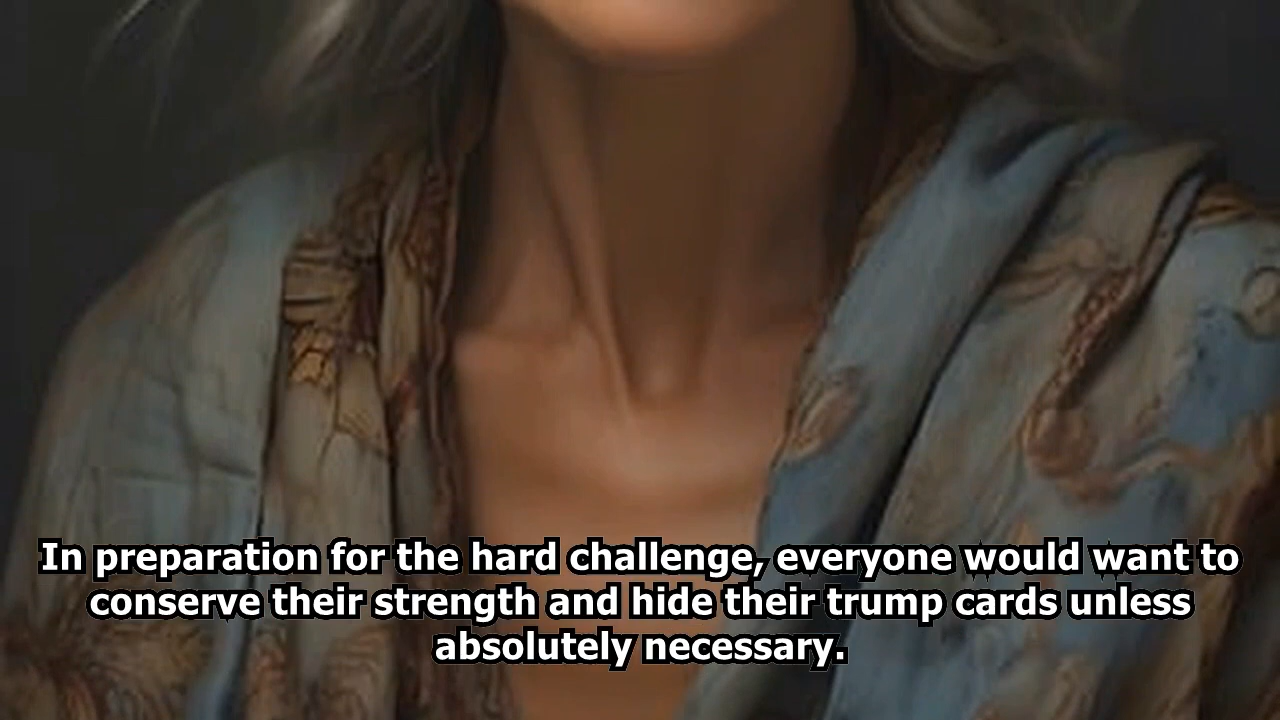 In preparation for the hard challenge, everyone would want to
conserve their strength and hide their trump cards unless
absolutely necessary.